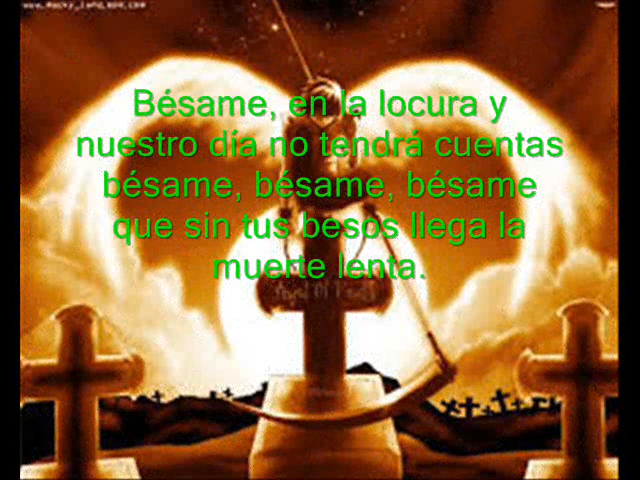 Bésame, en la locura y
nuestro día no tendrá cuentas
bésame, bésame, bésame
que sin tus besos llega la
muerte lenta.